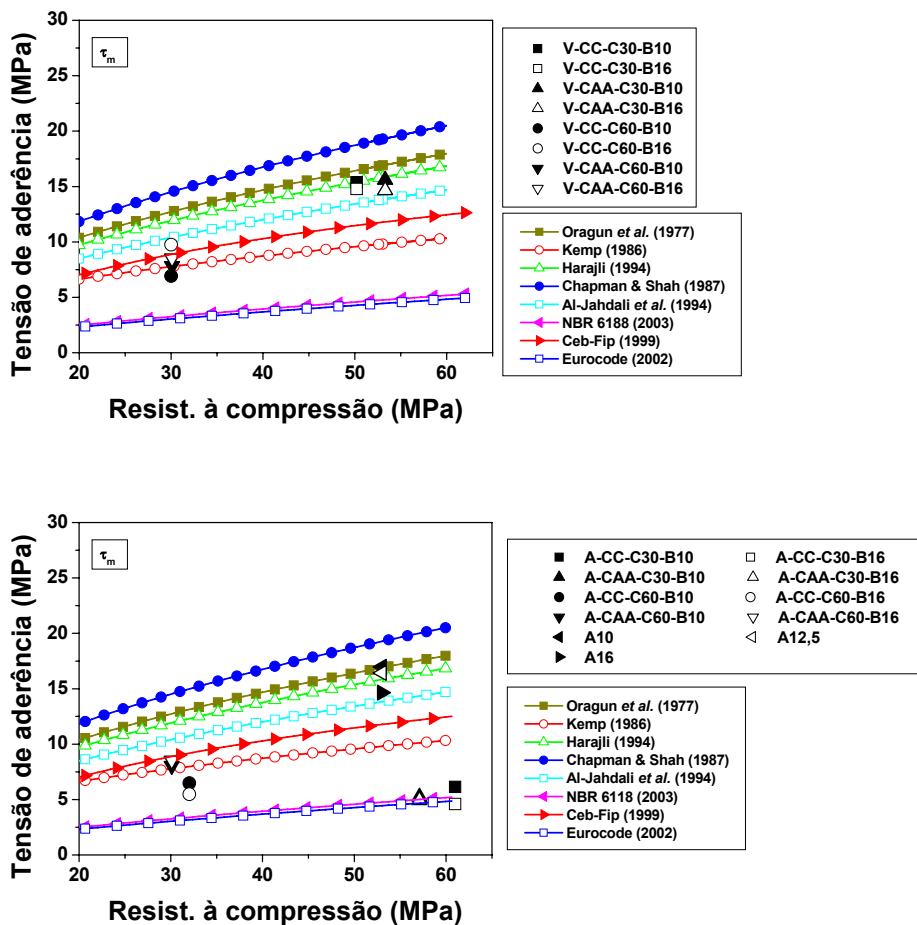 30
25
20
15
10
5
0
τm
Tensão de aderência (MPa)
20 30 40 50 60
Resist. à compressão (MPa)
V-CC-C30-B10
V-CC-C30-B16
V-CAA-C30-B10
V-CAA-C30-B16
V-CC-C60-B10
V-CC-C60-B16
V-CAA-C60-B10
V-CAA-C60-B16
Oragun et al. (1977)
Kemp (1986)
Harajli (1994)
Chapman & Shah (1987)
Al-Jahdali et al. (1994)
NBR 6188 (2003)
Ceb-Fip (1999)
Eurocode (2002)
30
25
20
15
10
5
0
τm
Tensão de aderência (MPa)
20 30 40 50 60
Resist. à compressão (MPa)
A-CC-C30-B10 A-CC-C30-B16
A-CAA-C30-B10 A-CAA-C30-B16
A-CC-C60-B10 A-CC-C60-B16
A-CAA-C60-B10 A-CAA-C60-B16
A10 A12,5
A16
Oragun et al. (1977)
Kemp (1986)
Harajli (1994)
Chapman & Shah (1987)
Al-Jahdali et al. (1994)
NBR 6118 (2003)
Ceb-Fip (1999)
Eurocode (2002)